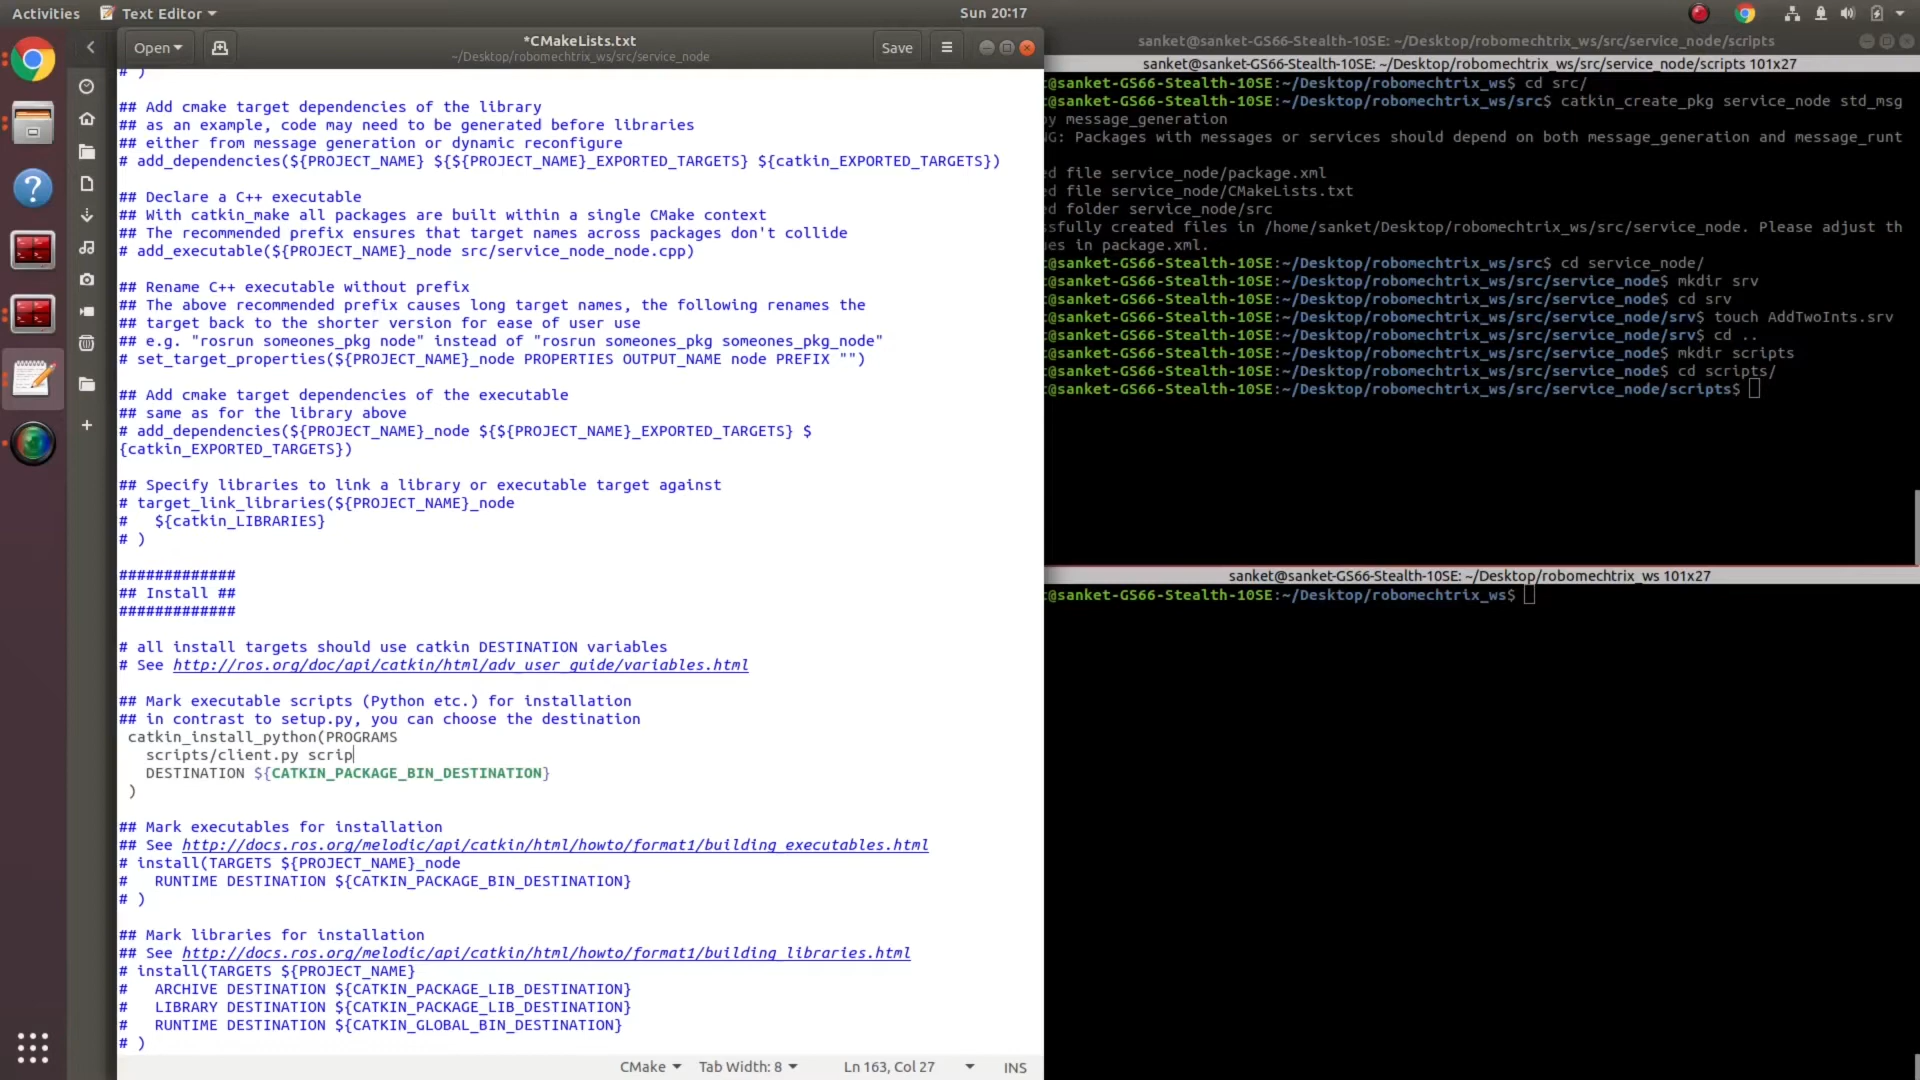 Activities
Text Editor
Sun 20:17
Open
*CMakeLists.txt
~/Desktop/robomechtrix_ws/src/service_node
Save
# )
## Add cmake target dependencies of the library
## as an example, code may need to be generated before libraries
## either from message generation or dynamic reconfigure
# add_dependencies(${PROJECT_NAME} ${${PROJECT_NAME}_EXPORTED_TARGETS} ${catkin_EXPORTED_TARGETS})
## Declare a C++ executable
## With catkin_make all packages are built within a single CMake context
## The recommended prefix ensures that target names across packages don't collide
# add_executable(${PROJECT_NAME}_node src/service_node_node.cpp)
## Rename C++ executable without prefix
## The above recommended prefix causes long target names, the following renames the
## target back to the shorter version for ease of user use
## e.g. "rosrun someones_pkg node" instead of "rosrun someones_pkg someones_pkg_node"
# set_target_properties(${PROJECT_NAME}_node PROPERTIES OUTPUT_NAME node PREFIX "")
## Add cmake target dependencies of the executable
## same as for the library above
# add_dependencies(${PROJECT_NAME}_node ${${PROJECT_NAME}_EXPORTED_TARGETS} $
{catkin_EXPORTED_TARGETS})
## Specify libraries to link a library or executable target against
# target_link_libraries(${PROJECT_NAME}_node
#   ${catkin_LIBRARIES}
# )
#############
## Install ##
#############
# all install targets should use catkin DESTINATION variables
# See http://ros.org/doc/api/catkin/html/adv_user_guide/variables.html
## Mark executable scripts (Python etc.) for installation
## in contrast to setup.py, you can choose the destination
catkin_install_python(PROGRAMS
scripts/client.py scrip
DESTINATION ${CATKIN_PACKAGE_BIN_DESTINATION}
)
## Mark executables for installation
## See http://docs.ros.org/melodic/api/catkin/html/howto/format1/building_executables.html
# install(TARGETS ${PROJECT_NAME}_node
#   RUNTIME DESTINATION ${CATKIN_PACKAGE_BIN_DESTINATION}
# )
## Mark libraries for installation
## See http://docs.ros.org/melodic/api/catkin/html/howto/format1/building_libraries.html
# install(TARGETS ${PROJECT_NAME}
#   ARCHIVE DESTINATION ${CATKIN_PACKAGE_LIB_DESTINATION}
#   LIBRARY DESTINATION ${CATKIN_PACKAGE_LIB_DESTINATION}
#   RUNTIME DESTINATION ${CATKIN_GLOBAL_BIN_DESTINATION}
# )
CMake
Tab Width: 8
Ln 163, Col 27
INS
sanket@sanket-GS66-Stealth-10SE: ~/Desktop/robomechtrix_ws/src/service_node/scripts
sanket@sanket-GS66-Stealth-10SE: ~/Desktop/robomechtrix_ws/src/service_node/scripts 101x27
t@sanket-GS66-Stealth-10SE:~/Desktop/robomechtrix_ws$ cd src/
t@sanket-GS66-Stealth-10SE:~/Desktop/robomechtrix_ws/src$ catkin_create_pkg service_node std_msg
py message_generation
NG: Packages with messages or services should depend on both message_generation and message_runt
ed file service_node/package.xml
ed file service_node/CMakeLists.txt
ed folder service_node/src
ssfully created files in /home/sanket/Desktop/robomechtrix_ws/src/service_node. Please adjust th
es in package.xml.
t@sanket-GS66-Stealth-10SE:~/Desktop/robomechtrix_ws/src$ cd service_node/
t@sanket-GS66-Stealth-10SE:~/Desktop/robomechtrix_ws/src/service_node$ mkdir srv
t@sanket-GS66-Stealth-10SE:~/Desktop/robomechtrix_ws/src/service_node$ cd srv
t@sanket-GS66-Stealth-10SE:~/Desktop/robomechtrix_ws/src/service_node/srv$ touch AddTwoInts.srv
t@sanket-GS66-Stealth-10SE:~/Desktop/robomechtrix_ws/src/service_node/srv$ cd ..
t@sanket-GS66-Stealth-10SE:~/Desktop/robomechtrix_ws/src/service_node$ mkdir scripts
t@sanket-GS66-Stealth-10SE:~/Desktop/robomechtrix_ws/src/service_node$ cd scripts/
t@sanket-GS66-Stealth-10SE:~/Desktop/robomechtrix_ws/src/service_node/scripts$
sanket@sanket-GS66-Stealth-10SE: ~/Desktop/robomechtrix_ws 101x27
t@sanket-GS66-Stealth-10SE:~/Desktop/robomechtrix_ws$